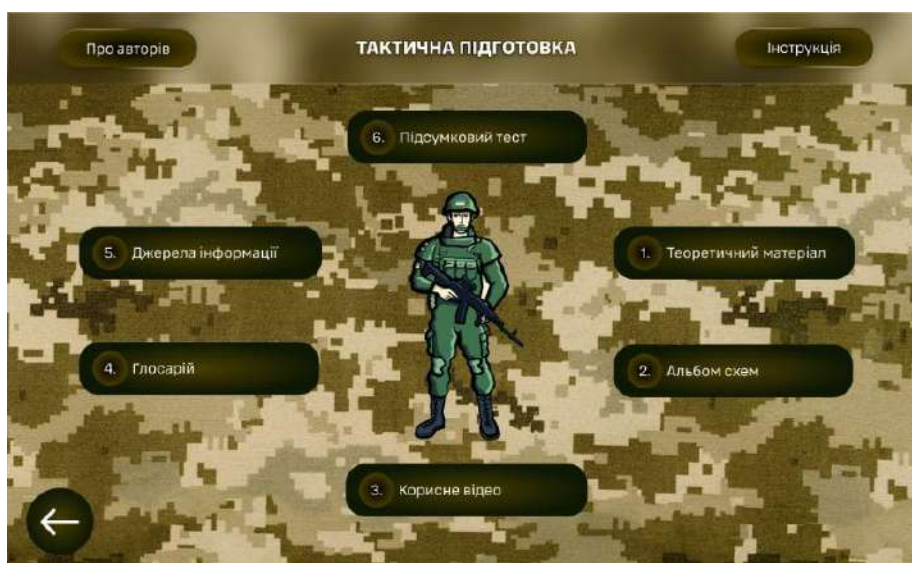 Про авторів
ТАКТИЧНА ПІДГОТОВКА
Інструкція
6. Підсумковий тест
5. Джерела інформації
1. Теоретичний матеріал
4. Глосарій
2. Альбом схем
3. Корисне відео